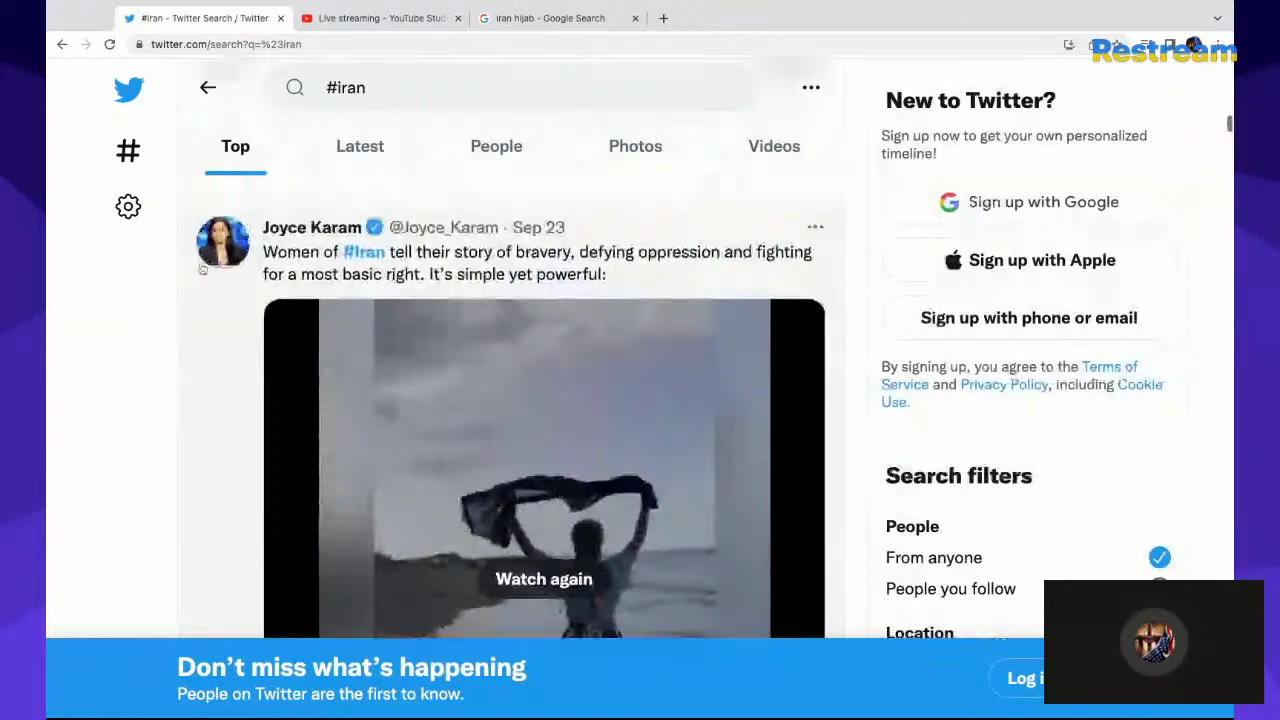 #iran - Twitter Search / Twitter
Live streaming - YouTube Stud
iran hijab - Google Search
twitter.com/search?q=%23iran
Restream
#iran
Top
Latest
People
Photos
Videos
Joyce Karam @Joyce_Karam · Sep 23
Women of #Iran tell their story of bravery, defying oppression and fighting
for a most basic right. It's simple yet powerful:
Watch again
New to Twitter?
Sign up now to get your own personalized
timeline!
Sign up with Google
Sign up with Apple
Sign up with phone or email
By signing up, you agree to the Terms of
Service and Privacy Policy, including Cookie
Use.
Search filters
People
From anyone
People you follow
Location
Don't miss what's happening
People on Twitter are the first to know.
Log i